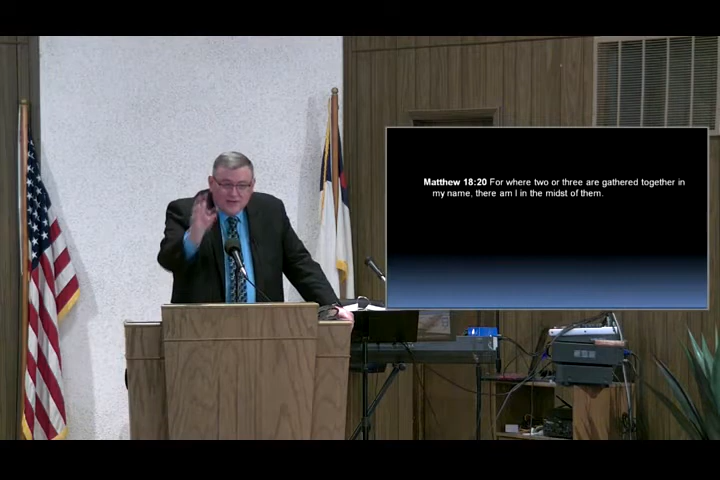 Matthew 18:20 For where two or three are gathered together in
my name, there am I in the midst of them.